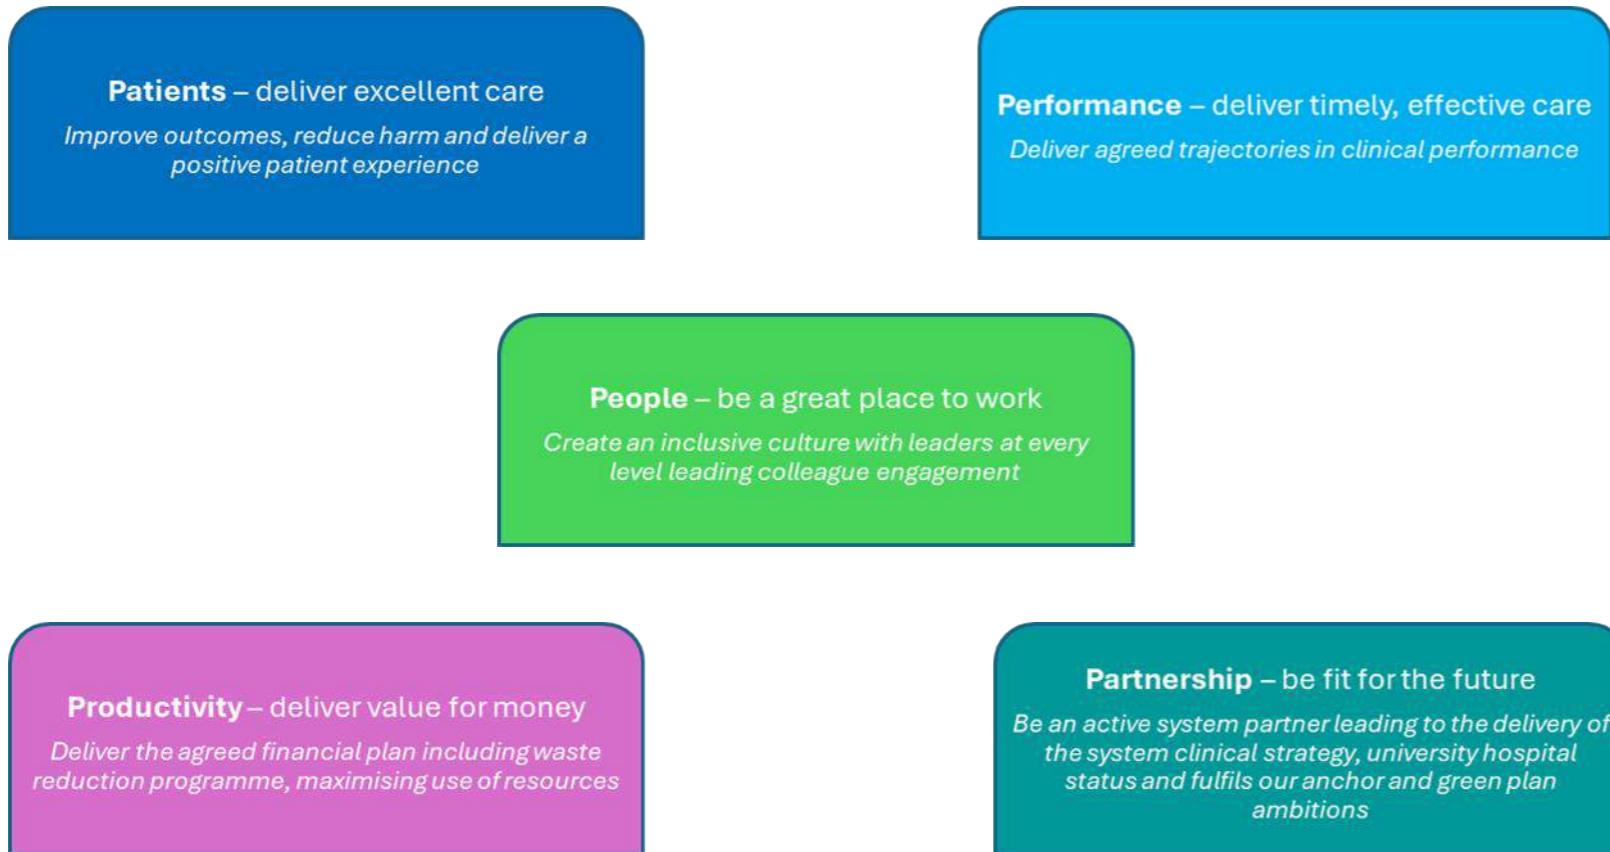 Patients – deliver excellent care
Improve outcomes, reduce harm and deliver a
positive patient experience
Performance – deliver timely, effective care
Deliver agreed trajectories in clinical performance
People – be a great place to work
Create an inclusive culture with leaders at every
level leading colleague engagement
Productivity – deliver value for money
Deliver the agreed financial plan including waste
reduction programme, maximising use of resources
Partnership – be fit for the future
Be an active system partner leading to the delivery of
the system clinical strategy, university hospital
status and fulfils our anchor and green plan
ambitions